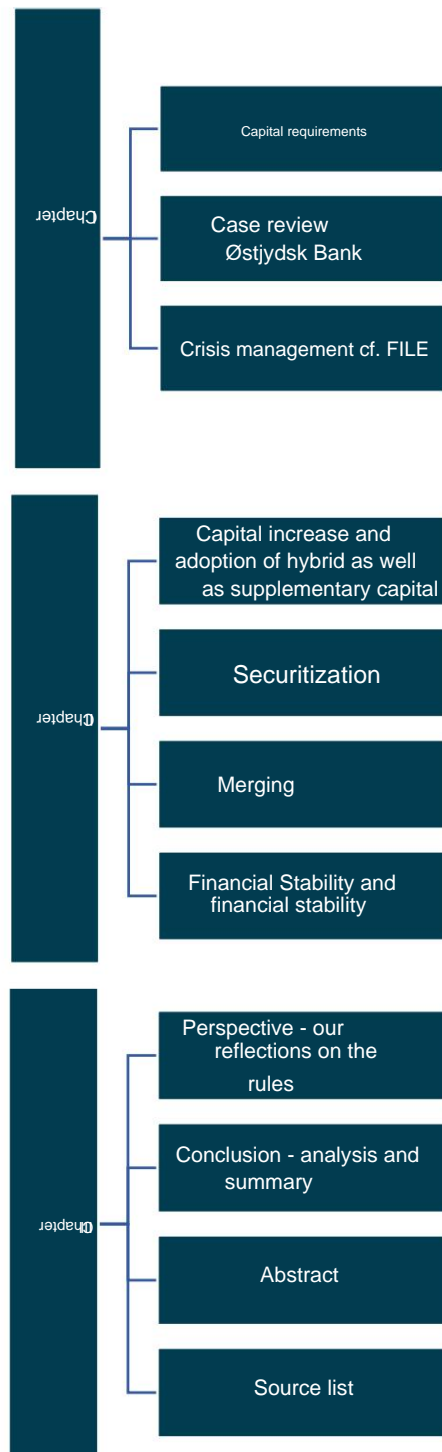 Chapter
Capital requirements
Case review
Østjydsk Bank
Crisis management cf. FILE
Chapter
Capital increase and
adoption of hybrid as well
as supplementary capital
Securitization
Merging
Financial Stability and
financial stability
Chapter
Perspective - our
reflections on the
rules
Conclusion - analysis and
summary
Abstract
Source list